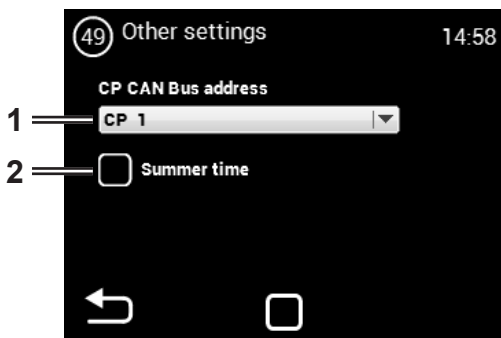 49 Other settings 14:58
CP CAN Bus address
1 CP 1
2 Summer time